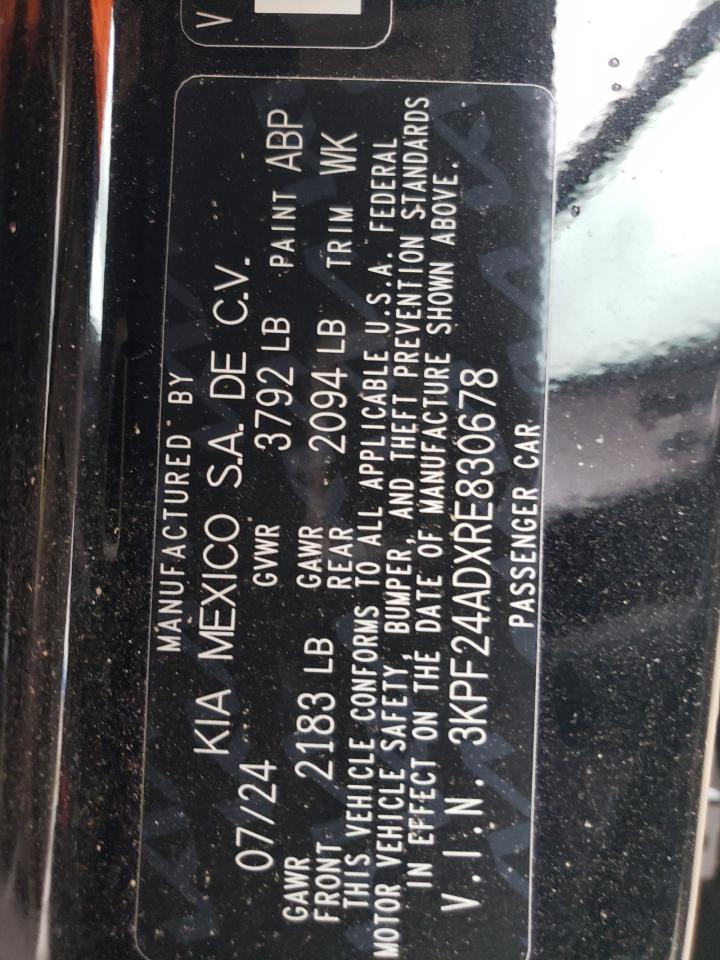 V
MANUFACTURED BY
KIA MEXICO S.A. DE C.V.
07/24 GVWR 3792 LB PAINT ABP
GAWR FRONT 2183 LB GAWR REAR 2094 LB TRIM WK
THIS VEHICLE CONFORMS TO ALL APPLICABLE U.S.A. FEDERAL
MOTOR VEHICLE SAFETY, BUMPER, AND THEFT PREVENTION STANDARDS
IN EFFECT ON THE DATE OF MANUFACTURE SHOWN ABOVE.
V.I.N. 3KPF24ADXRE830678
PASSENGER CAR